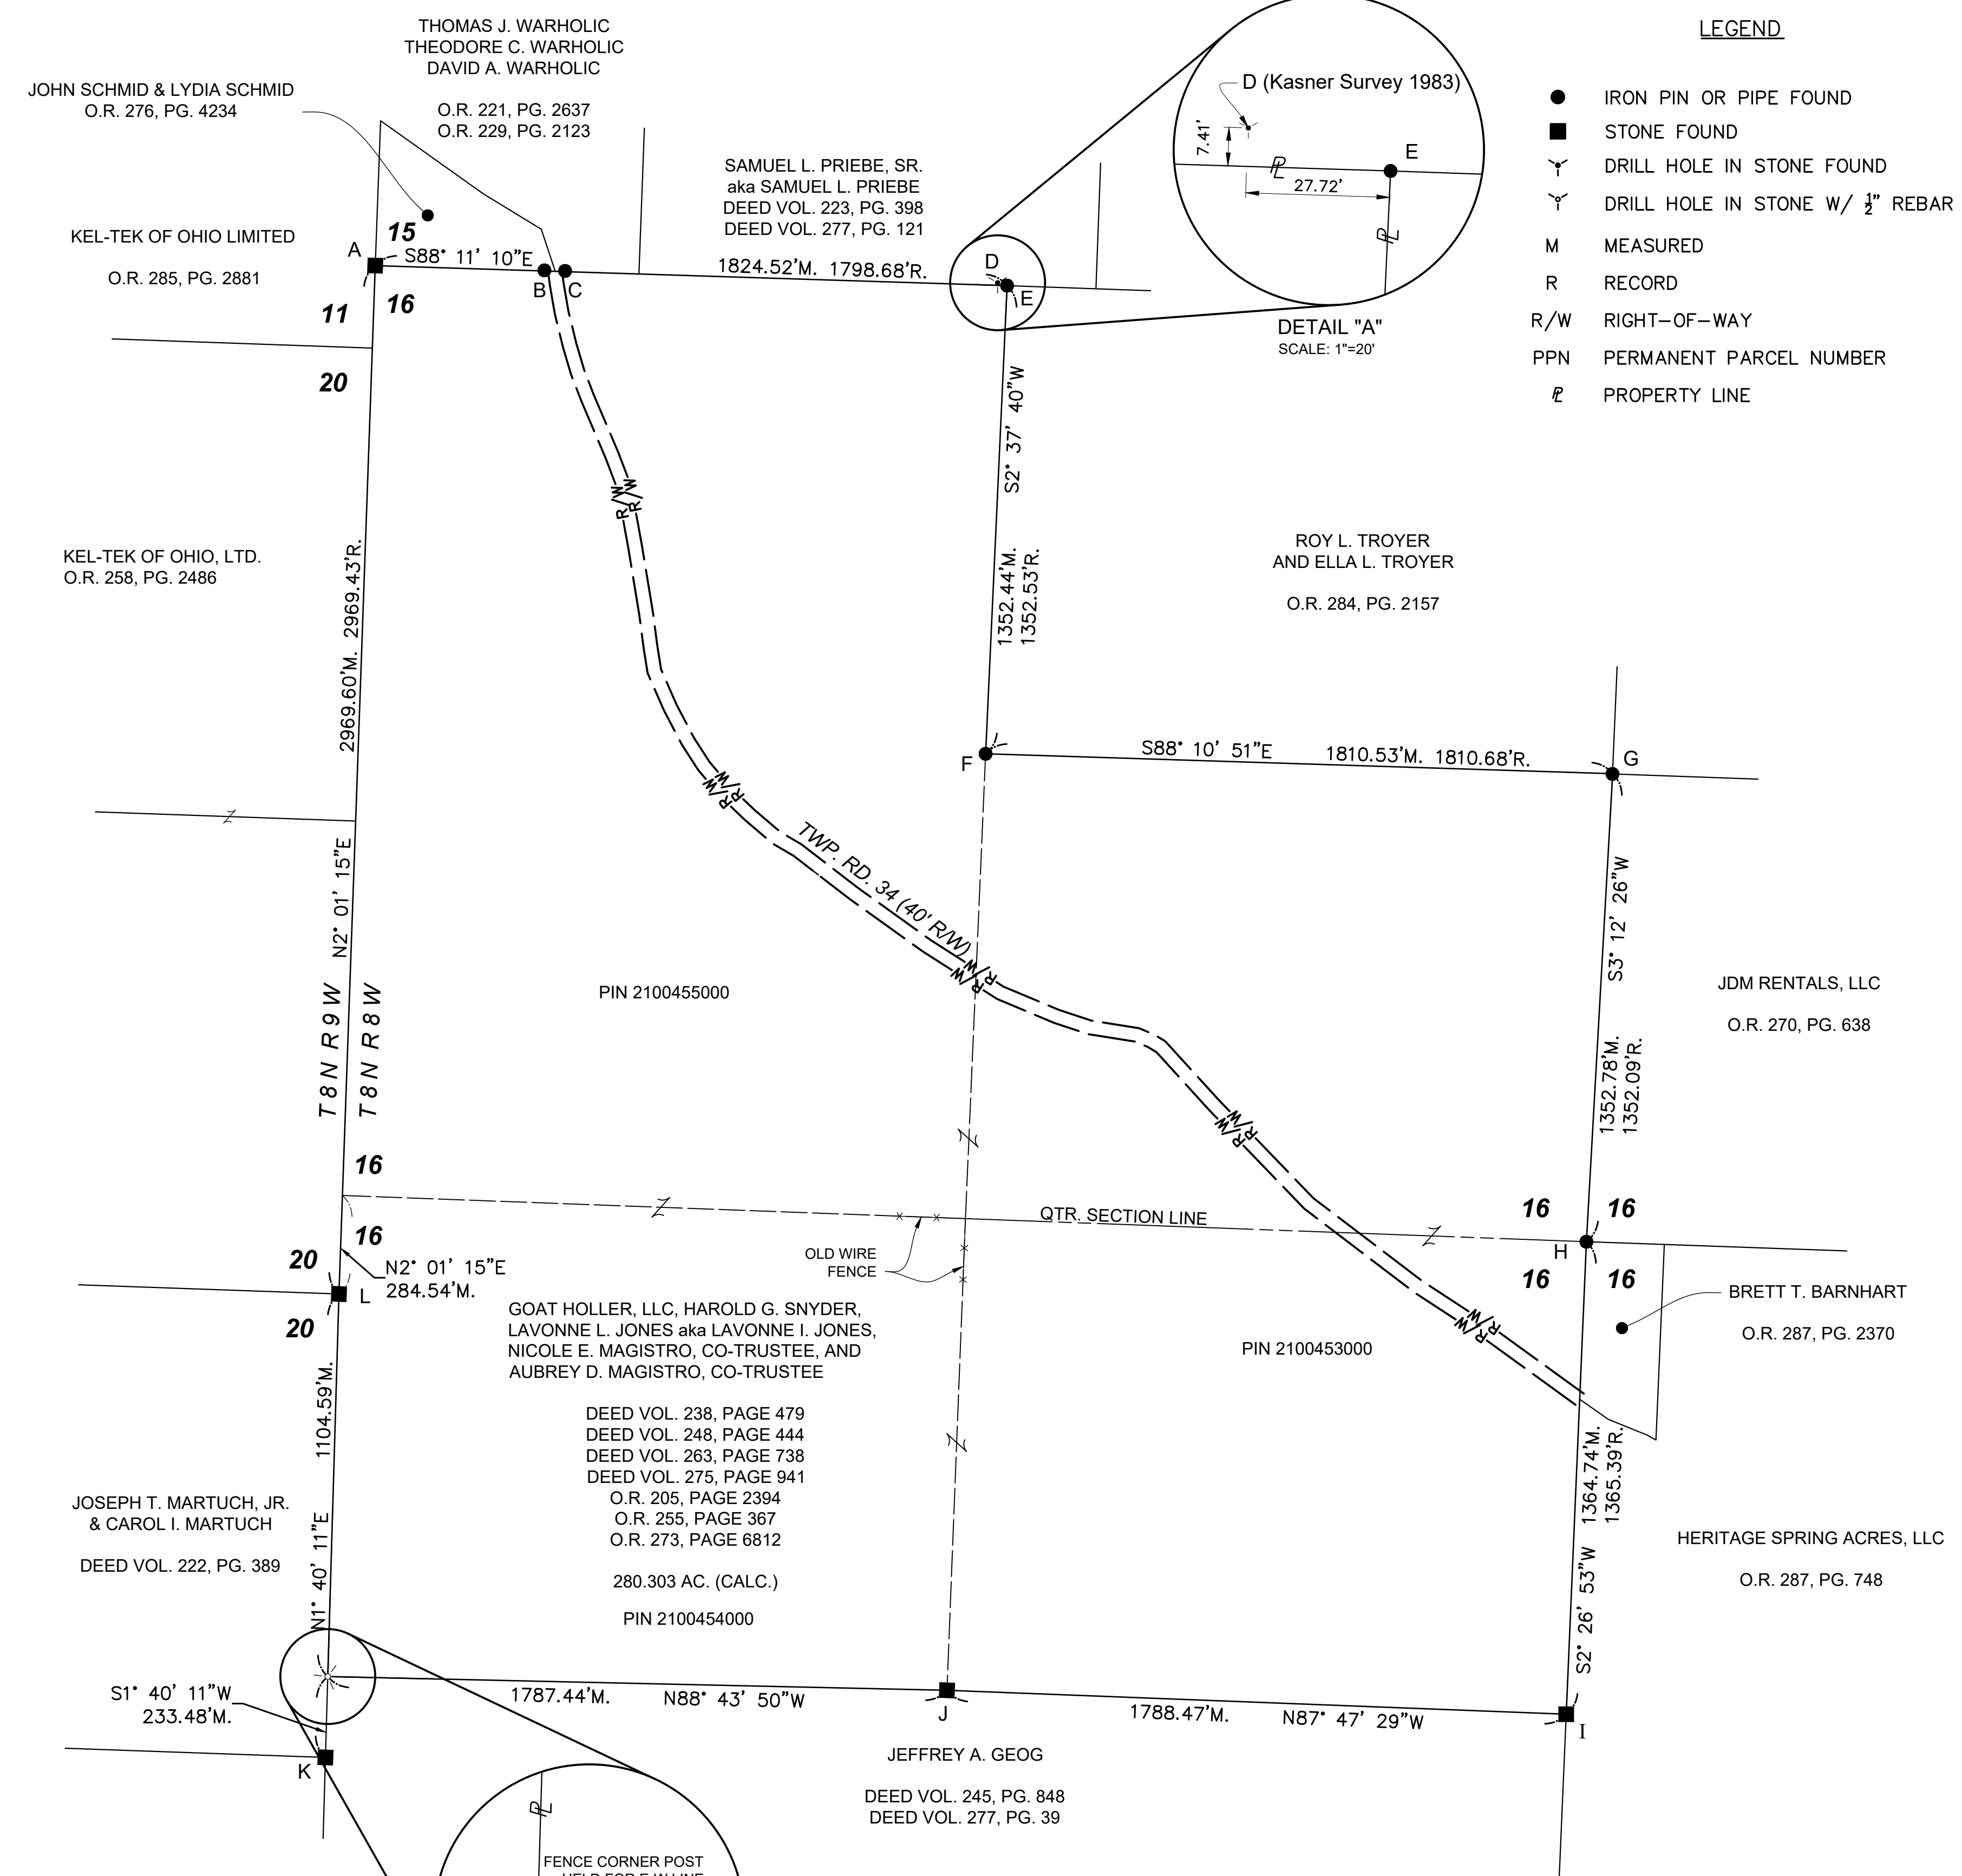 THOMAS J. WARHOLIC
THEODORE C. WARHOLIC
DAVID A. WARHOLIC
O.R. 221, PG. 2637
O.R. 229, PG. 2123
JOHN SCHMID & LYDIA SCHMID
O.R. 276, PG. 4234
SAMUEL L. PRIEBE, SR.
aka SAMUEL L. PRIEBE
DEED VOL. 223, PG. 398
DEED VOL. 277, PG. 121
KEL-TEK OF OHIO LIMITED
O.R. 285, PG. 2881
D (Kasner Survey 1983)
7.41'
E
27.72'
DETAIL "A"
SCALE: 1"=20'
LEGEND
IRON PIN OR PIPE FOUND
STONE FOUND
DRILL HOLE IN STONE FOUND
DRILL HOLE IN STONE W/ ½" REBAR
M MEASURED
R RECORD
R/W RIGHT-OF-WAY
PPN PERMANENT PARCEL NUMBER
PL PROPERTY LINE
PL
PL
A
15
S88° 11' 10"E
1824.52'M. 1798.68'R.
B C
D
E
11
16
20
S2° 37' 40"W
1352.44'M.
1352.53'R.
KEL-TEK OF OHIO, LTD.
O.R. 258, PG. 2486
2969.60'M. 2969.43'R.
N2° 01' 15"E
R/W
R/W
ROY L. TROYER
AND ELLA L. TROYER
O.R. 284, PG. 2157
F
S88° 10' 51"E
1810.53'M. 1810.68'R.
G
R/W
R/W
TWP. RD. 34 (40' R/W)
R/W
R/W
S3° 12' 26"W
1352.78'M.
1352.09'R.
PIN 2100455000
JDM RENTALS, LLC
O.R. 270, PG. 638
T8N R9W
T8N R8W
R/W
R/W
16
16
20
20
N2° 01' 15"E
284.54'M.
L
QTR. SECTION LINE
OLD WIRE
FENCE
16 16
H
16 16
BRETT T. BARNHART
O.R. 287, PG. 2370
R/W
R/W
GOAT HOLLER, LLC, HAROLD G. SNYDER,
LAVONNE L. JONES aka LAVONNE I. JONES,
NICOLE E. MAGISTRO, CO-TRUSTEE, AND
AUBREY D. MAGISTRO, CO-TRUSTEE
DEED VOL. 238, PAGE 479
DEED VOL. 248, PAGE 444
DEED VOL. 263, PAGE 738
DEED VOL. 275, PAGE 941
O.R. 205, PAGE 2394
O.R. 255, PAGE 367
O.R. 273, PAGE 6812
280.303 AC. (CALC.)
PIN 2100454000
PIN 2100453000
1104.59'M.
N1° 40' 11"E
JOSEPH T. MARTUCH, JR.
& CAROL I. MARTUCH
DEED VOL. 222, PG. 389
1364.74'M.
1365.39'R.
S2° 26' 53"W
HERITAGE SPRING ACRES, LLC
O.R. 287, PG. 748
S1° 40' 11"W
233.48'M.
K
1787.44'M. N88° 43' 50"W
J
1788.47'M. N87° 47' 29"W
I
JEFFREY A. GEOG
DEED VOL. 245, PG. 848
DEED VOL. 277, PG. 39
PL
FENCE CORNER POST